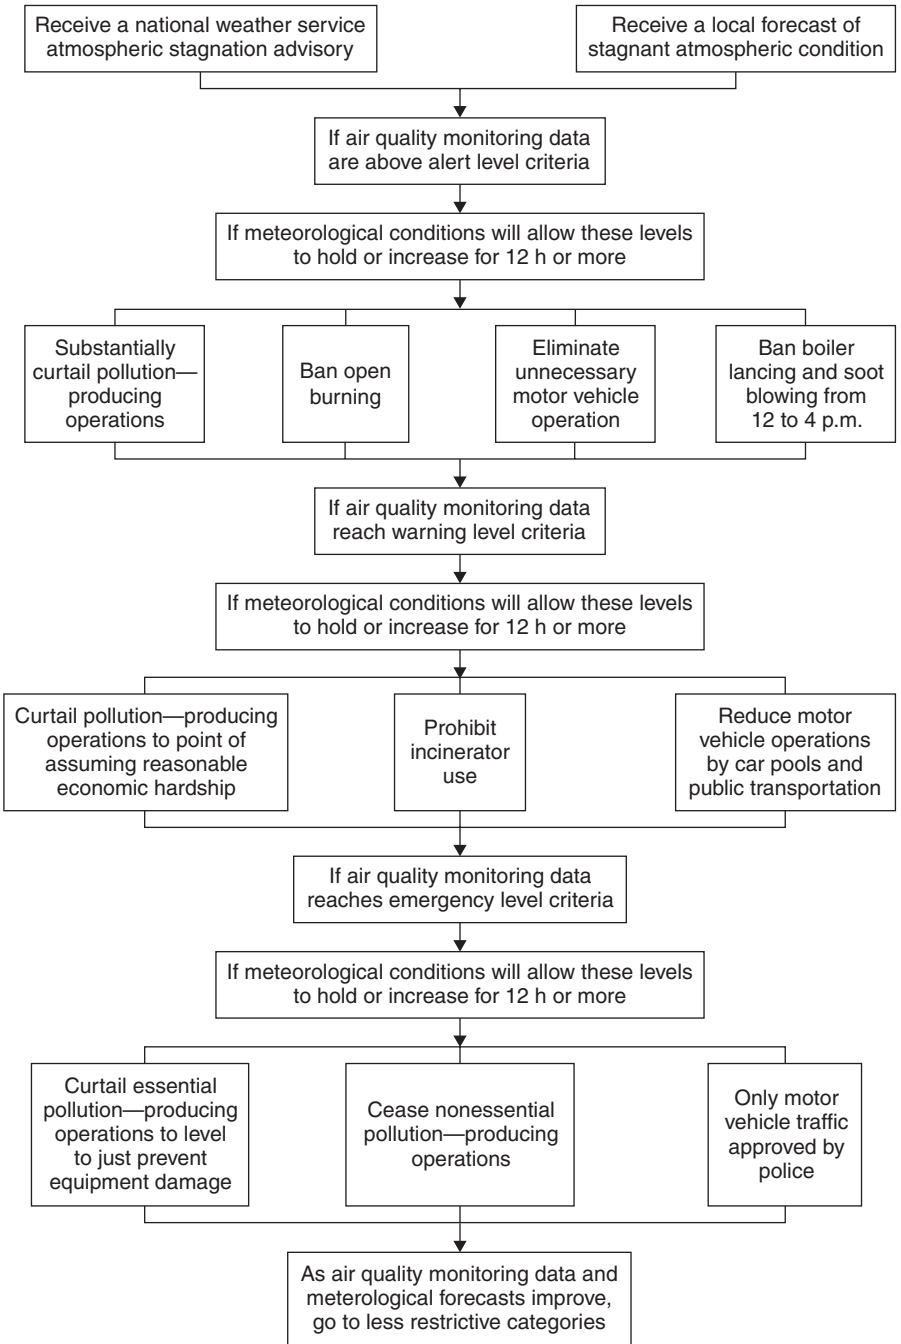 Receive a national weather service
atmospheric stagnation advisory
Receive a local forecast of
stagnant atmospheric condition
If air quality monitoring data
are above alert level criteria
If meteorological conditions will allow these levels
to hold or increase for 12 h or more
Substantially
curtail pollution—
producing
operations
Ban open
burning
Eliminate
unnecessary
motor vehicle
operation
Ban boiler
lancing and soot
blowing from
12 to 4 p.m.
If air quality monitoring data
reach warning level criteria
If meteorological conditions will allow these levels
to hold or increase for 12 h or more
Curtail pollution—producing
operations to point of
assuming reasonable
economic hardship
Prohibit
incinerator
use
Reduce motor
vehicle operations
by car pools and
public transportation
If air quality monitoring data
reaches emergency level criteria
If meteorological conditions will allow these levels
to hold or increase for 12 h or more
Curtail essential
pollution—producing
operations to level
to just prevent
equipment damage
Cease nonessential
pollution—producing
operations
Only motor
vehicle traffic
approved by
police
As air quality monitoring data and
meterological forecasts improve,
go to less restrictive categories